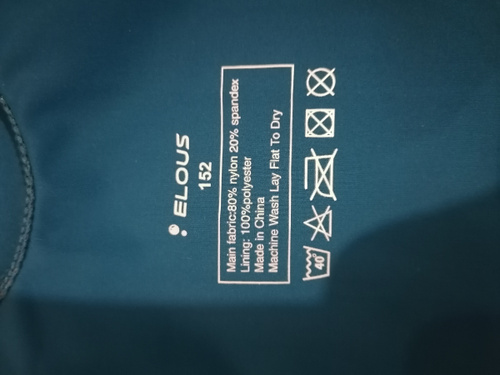 ELOUS
152
Main fabric:80% nylon 20% spandex
Lining: 100%polyester
Made in China
Machine Wash Lay Flat To Dry
40°